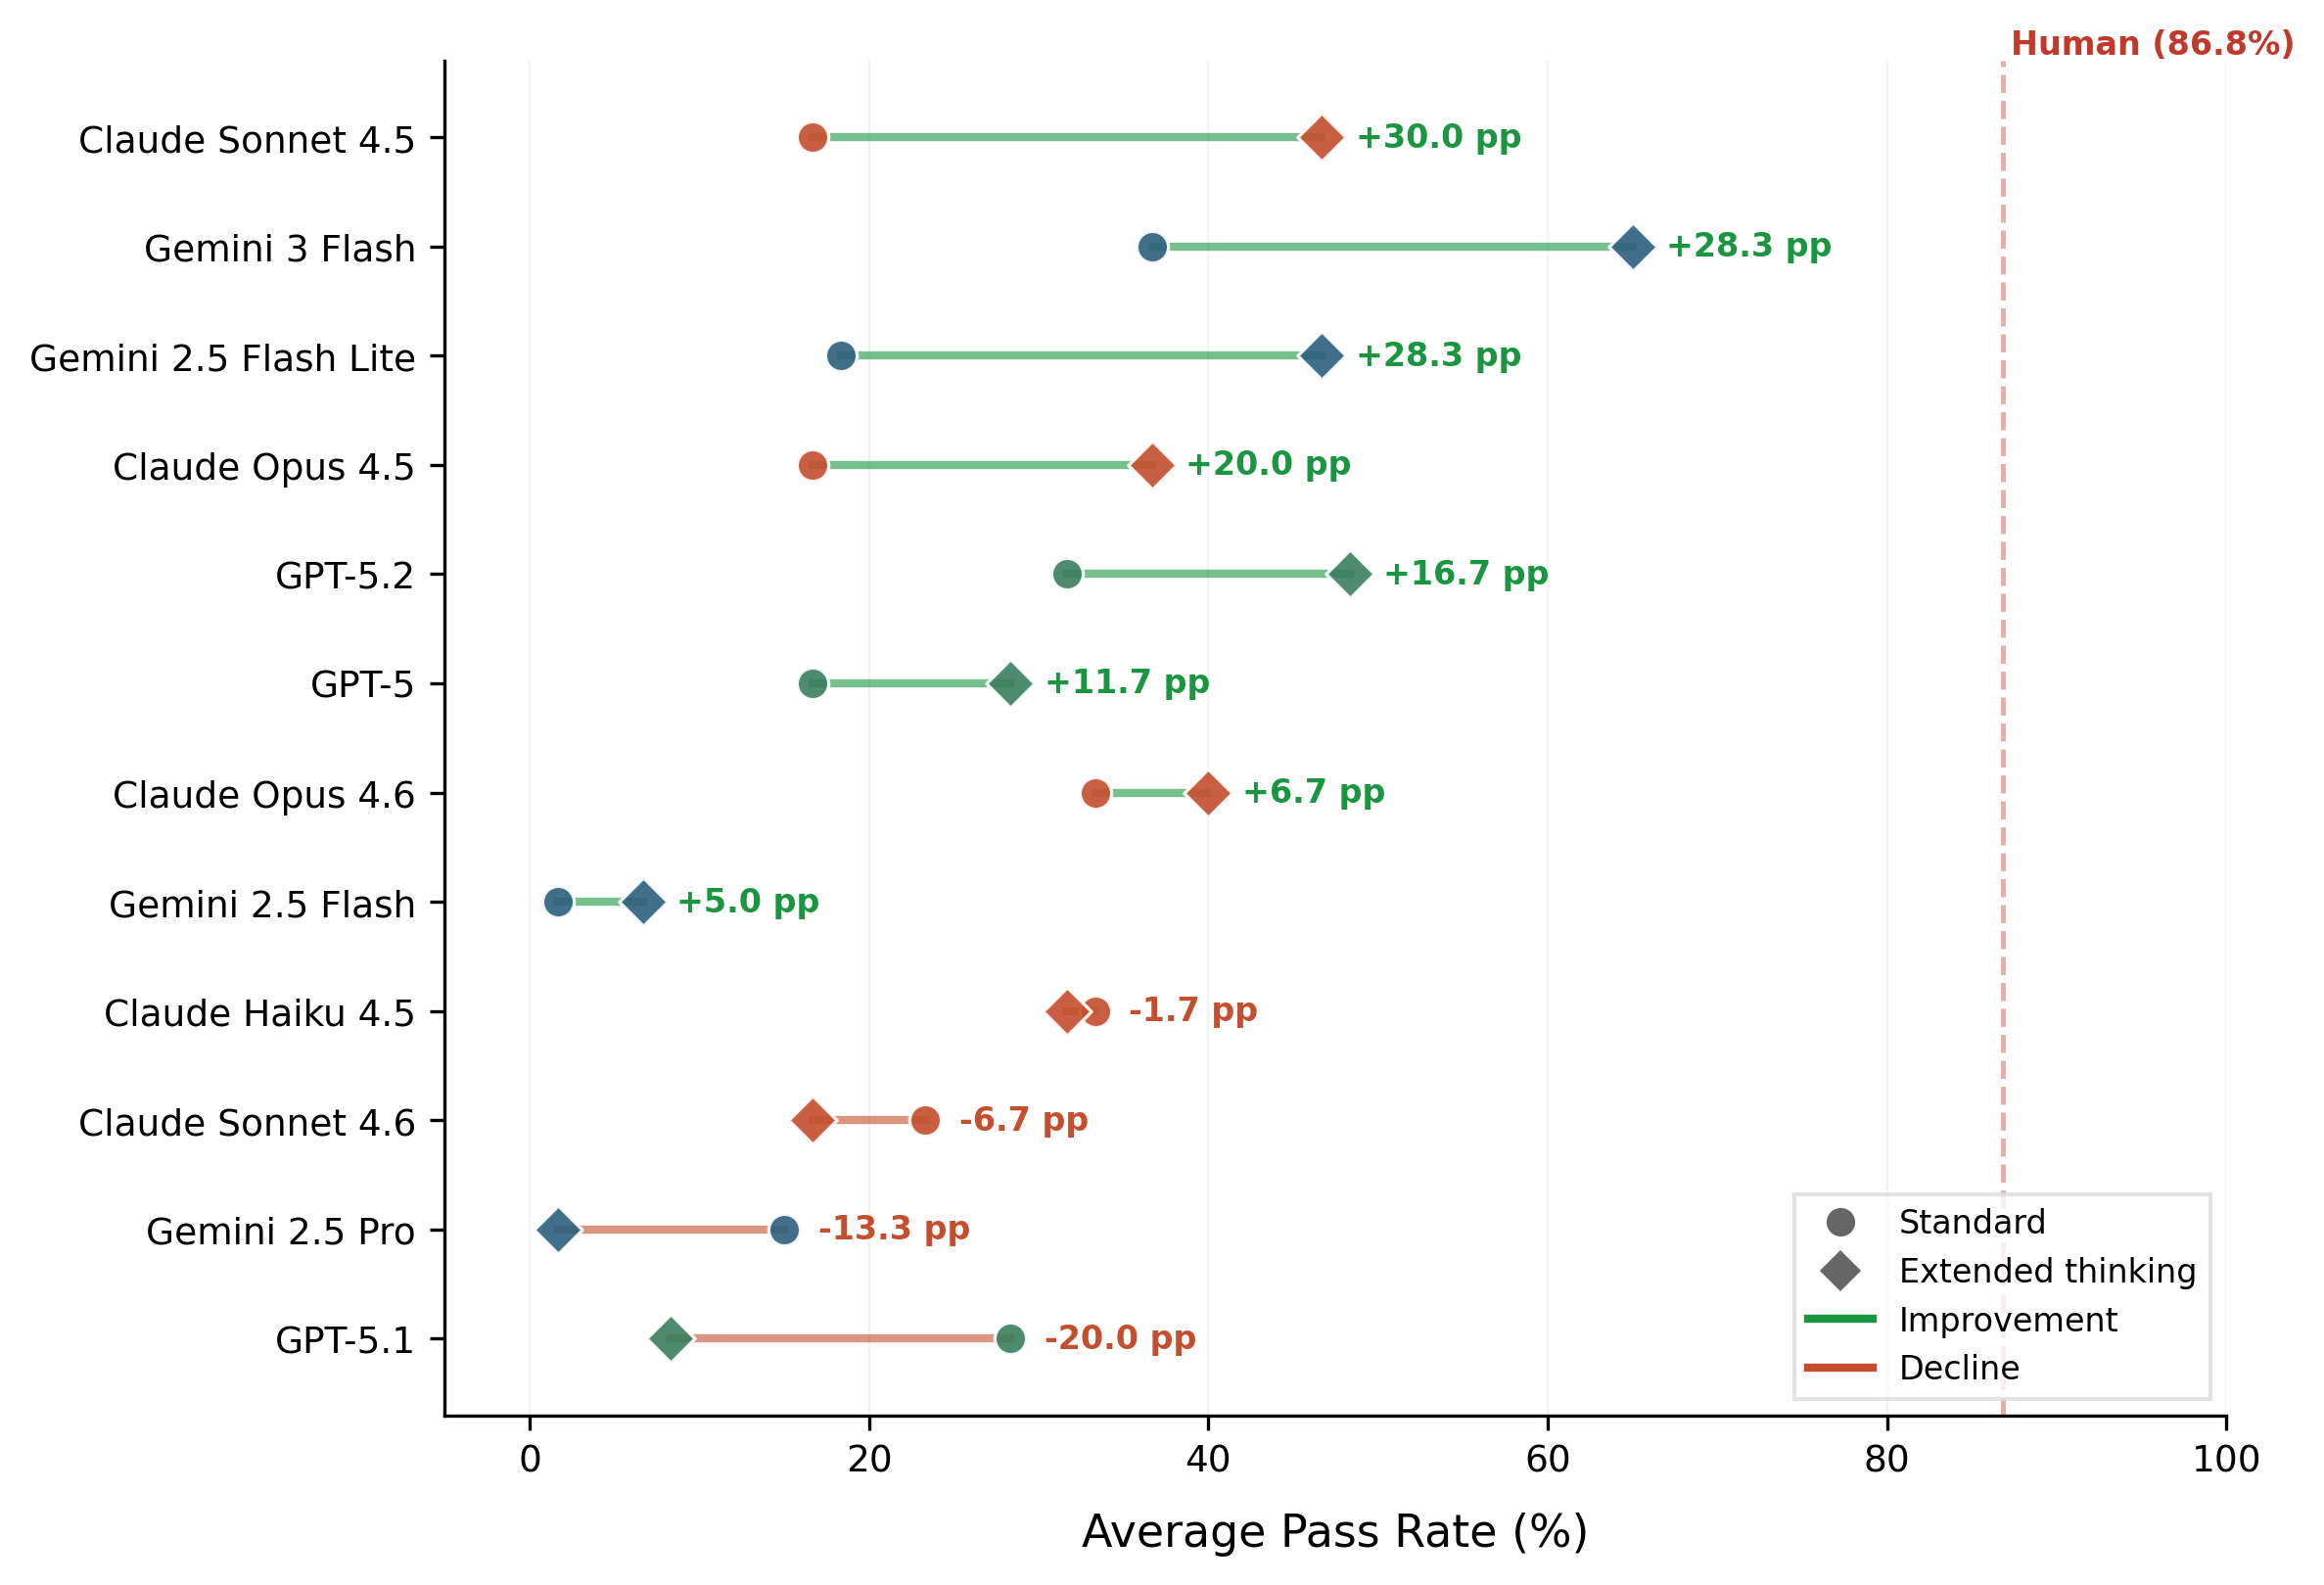 Human (86.8%)
Claude Sonnet 4.5
+30.0 pp
Gemini 3 Flash
+28.3 pp
Gemini 2.5 Flash Lite
+28.3 pp
Claude Opus 4.5
+20.0 pp
GPT-5.2
+16.7 pp
GPT-5
+11.7 pp
Claude Opus 4.6
+6.7 pp
Gemini 2.5 Flash
+5.0 pp
Claude Haiku 4.5
-1.7 pp
Claude Sonnet 4.6
-6.7 pp
Gemini 2.5 Pro
-13.3 pp
GPT-5.1
-20.0 pp
Standard
Extended thinking
Improvement
Decline
0 20 40 60 80 100
Average Pass Rate (%)